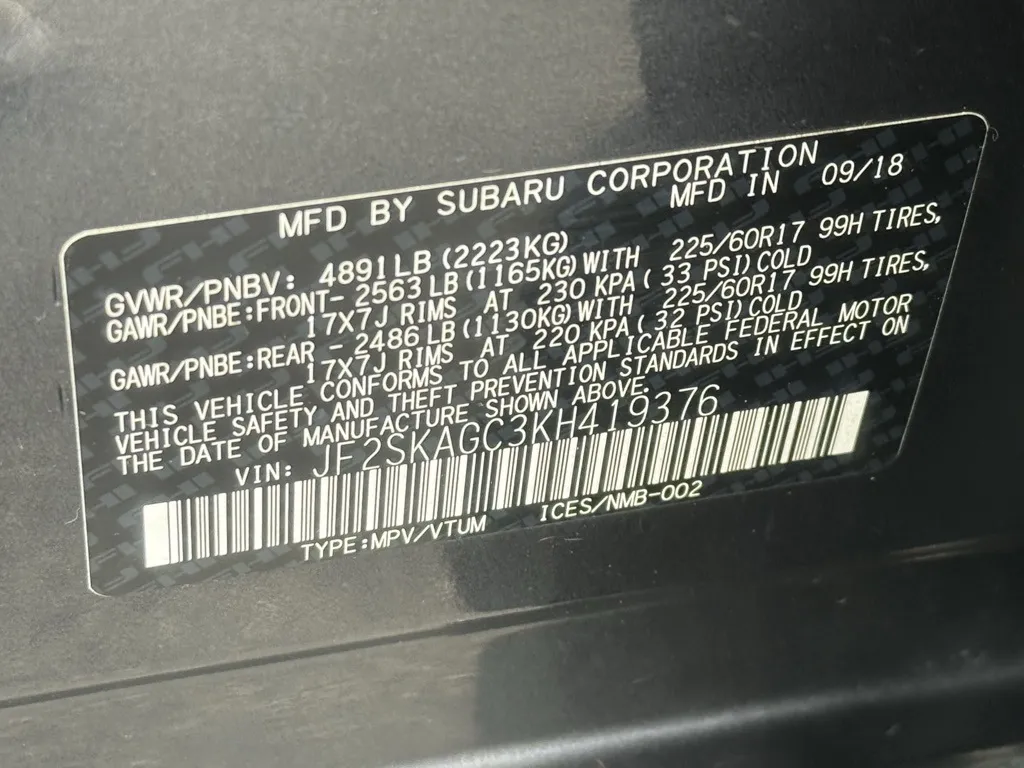 MFD BY SUBARU CORPORATION
MFD IN 09/18
GVWR/PNBV: 4891LB(2223KG)
GAWR/PNBE:FRONT- 2563LB(1165KG)WITH 225/60R17 99H TIRES,
17X7J RIMS AT 230 KPA( 33 PSI)COLD
GAWR/PNBE:REAR - 2486LB(1130KG)WITH 225/60R17 99H TIRES,
17X7J RIMS AT 220 KPA( 32 PSI)COLD
THIS VEHICLE CONFORMS TO ALL APPLICABLE FEDERAL MOTOR
VEHICLE SAFETY AND THEFT PREVENTION STANDARDS IN EFFECT ON
THE DATE OF MANUFACTURE SHOWN ABOVE.
VIN: JF2SKAGC3KH419376
TYPE:MPV/VTUM ICES/NMB-002